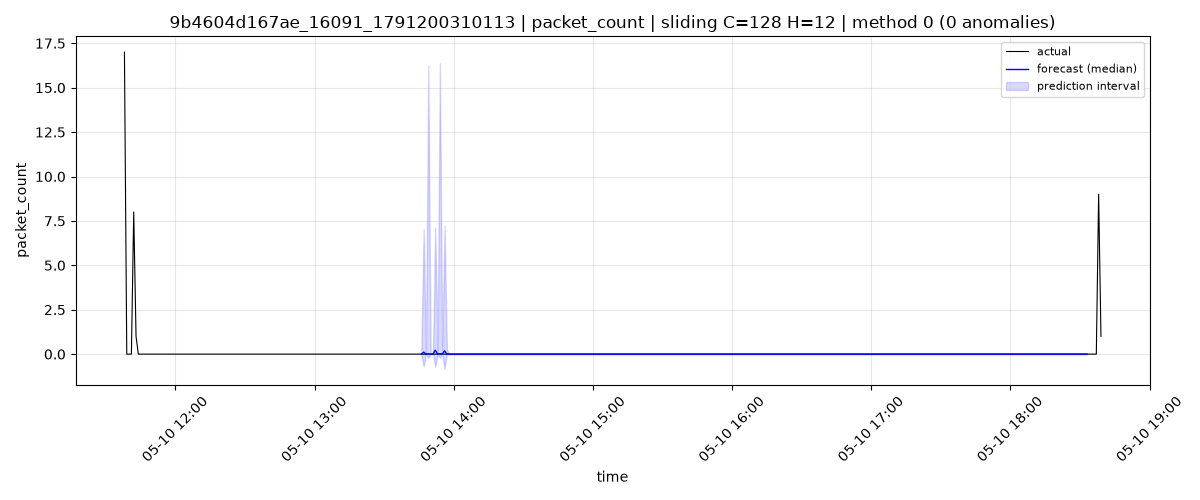 9b4604d167ae_16091_1791200310113 | packet_count | sliding C=128 H=12 | method 0 (0 anomalies)
actual
forecast (median)
prediction interval
17.5
15.0
12.5
10.0
7.5
5.0
2.5
0.0
packet_count
05-10 12:00
05-10 13:00
05-10 14:00
05-10 15:00
05-10 16:00
05-10 17:00
05-10 18:00
05-10 19:00
time